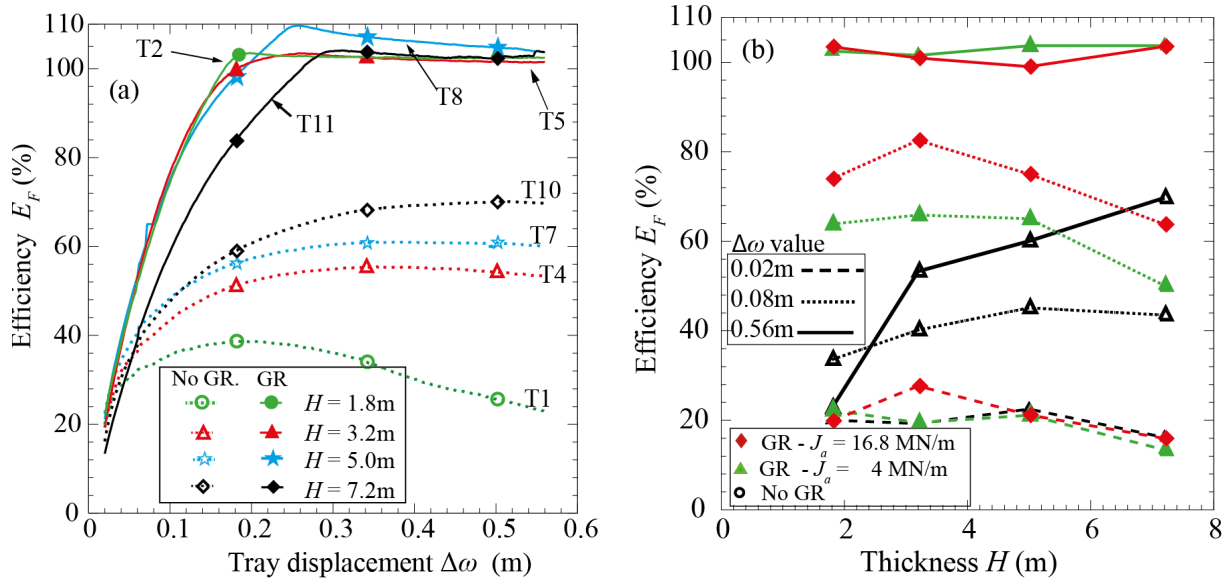 110
100
80
60
40
20
0
Efficiency E_F (%)
(a)
T2
T8
T5
T11
T10
T7
T4
T1
No GR. GR
H = 1.8m
H = 3.2m
H = 5.0m
H = 7.2m
0 0.1 0.2 0.3 0.4 0.5 0.6
Tray displacement Δω (m)
110
100
80
60
40
20
0
Efficiency E_F (%)
(b)
Δω value
0.02m
0.08m
0.56m
GR - J_a = 16.8 MN/m
GR - J_a = 4 MN/m
No GR
0 2 4 6 8
Thickness H (m)